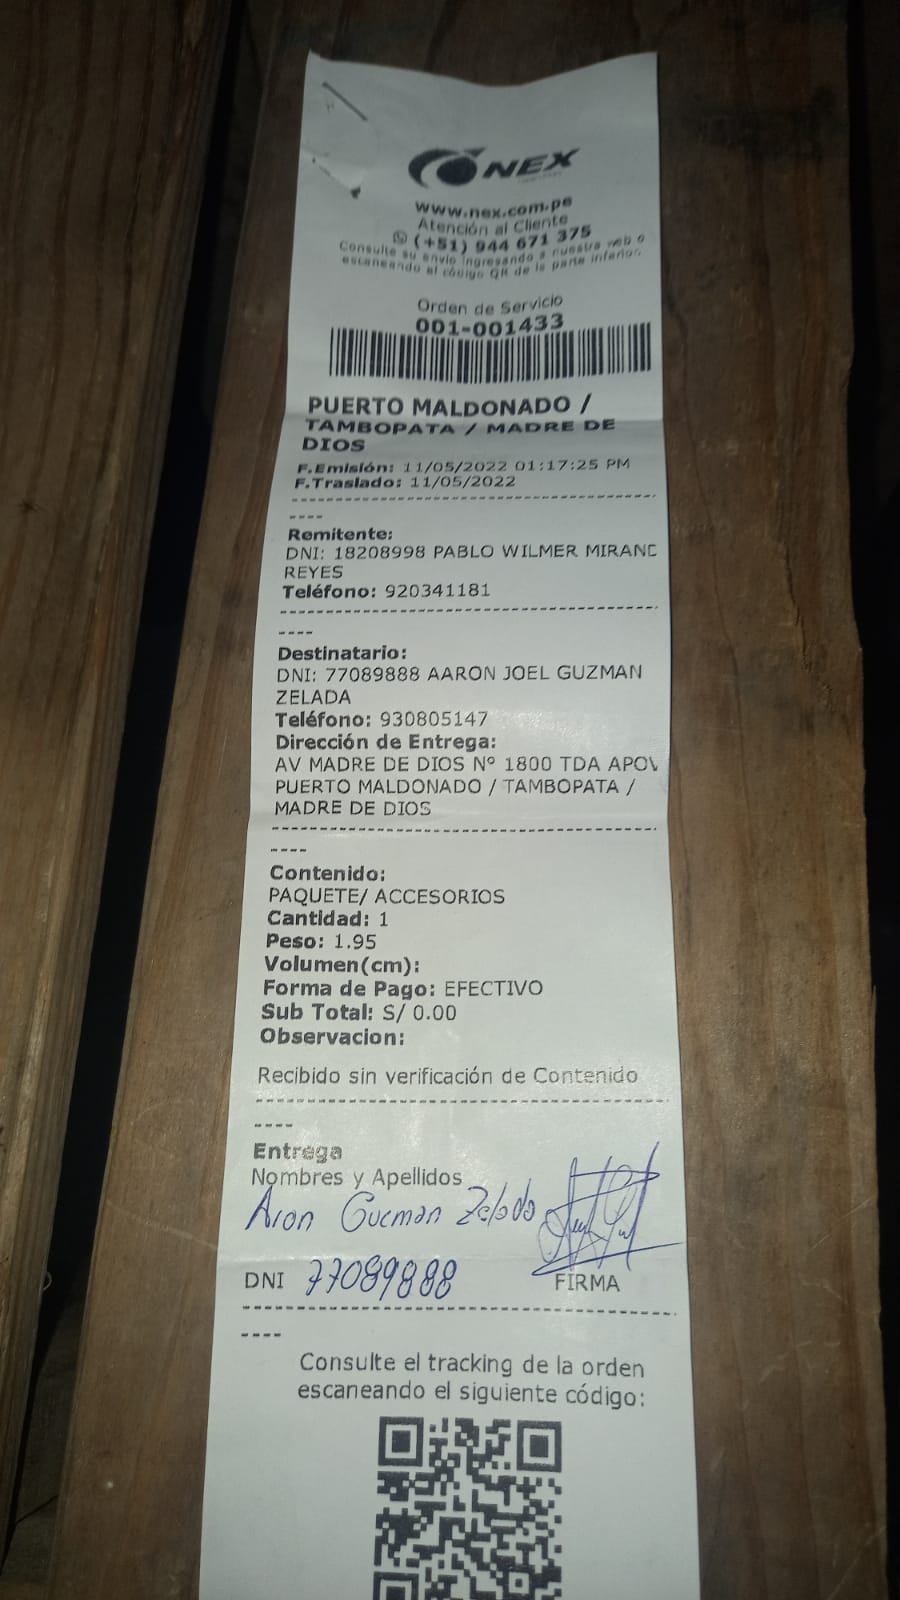 NEX
www.nex.com.pe
Atención al Cliente
(+51) 944 671 375
Consulte su envio ingresando a nuestra web o
escaneando el código QR de la parte inferior.
Orden de Servicio
001-001433
PUERTO MALDONADO /
TAMBOPATA / MADRE DE
DIOS
F.Emisión: 11/05/2022 01:17:25 PM
F.Traslado: 11/05/2022
----
Remitente:
DNI: 18208998 PABLO WILMER MIRAND
REYES
Teléfono: 920341181
----
Destinatario:
DNI: 77089888 AARON JOEL GUZMAN
ZELADA
Teléfono: 930805147
Dirección de Entrega:
AV MADRE DE DIOS Nº 1800 TDA APOY
PUERTO MALDONADO / TAMBOPATA /
MADRE DE DIOS
----
Contenido:
PAQUETE/ ACCESORIOS
Cantidad: 1
Peso: 1.95
Volumen(cm):
Forma de Pago: EFECTIVO
Sub Total: S/ 0.00
Observacion:
Recibido sin verificación de Contenido
----
Entrega
Nombres y Apellidos
Aron Gucman Zelada
DNI 77089888 FIRMA
----
Consulte el tracking de la orden
escaneando el siguiente código: